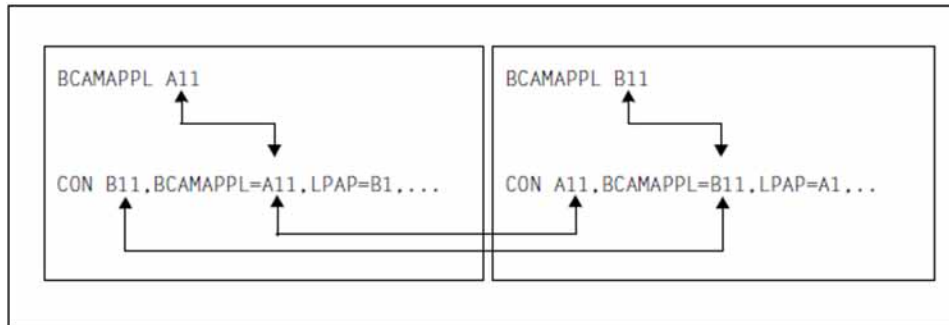 BCAMAPPL A11
CON B11,BCAMAPPL=A11,LPAP=B1,...
BCAMAPPL B11
CON A11,BCAMAPPL=B11,LPAP=A1,...